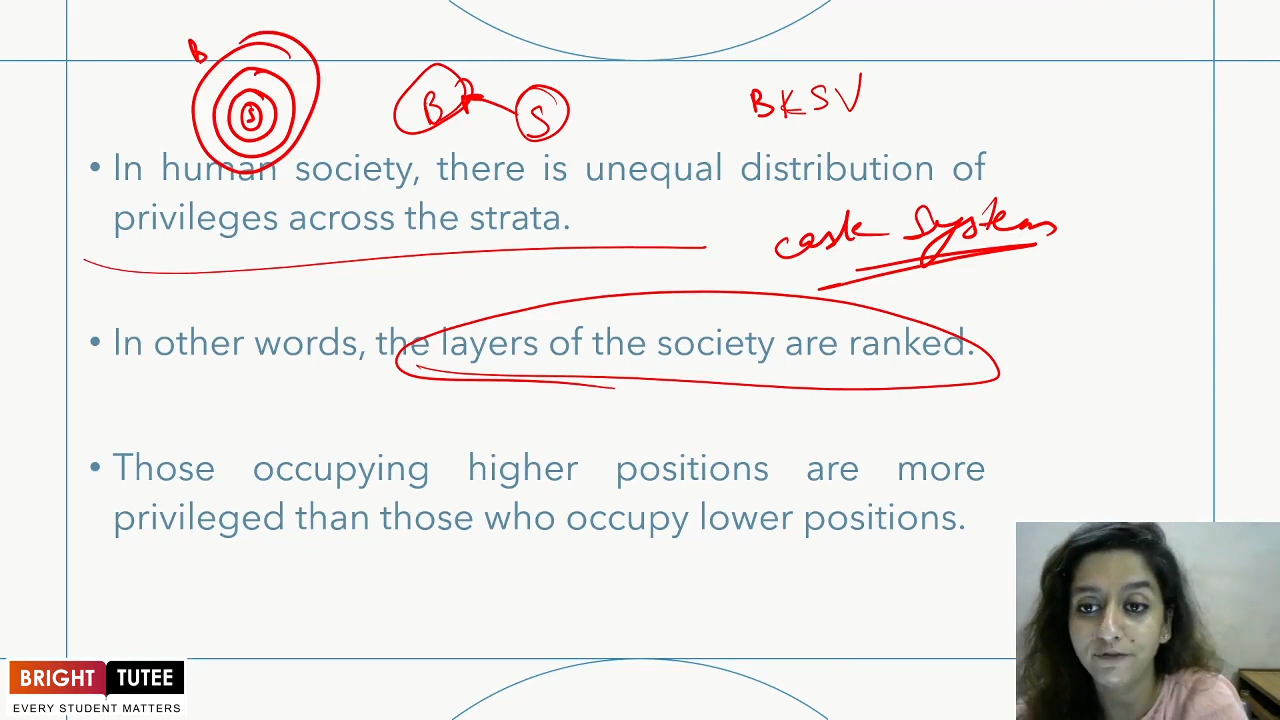 B
S
B
S
B K S V
• In human society, there is unequal distribution of
privileges across the strata.
caste system
• In other words, the layers of the society are ranked.
• Those occupying higher positions are more
privileged than those who occupy lower positions.
BRIGHT TUTEE
EVERY STUDENT MATTERS